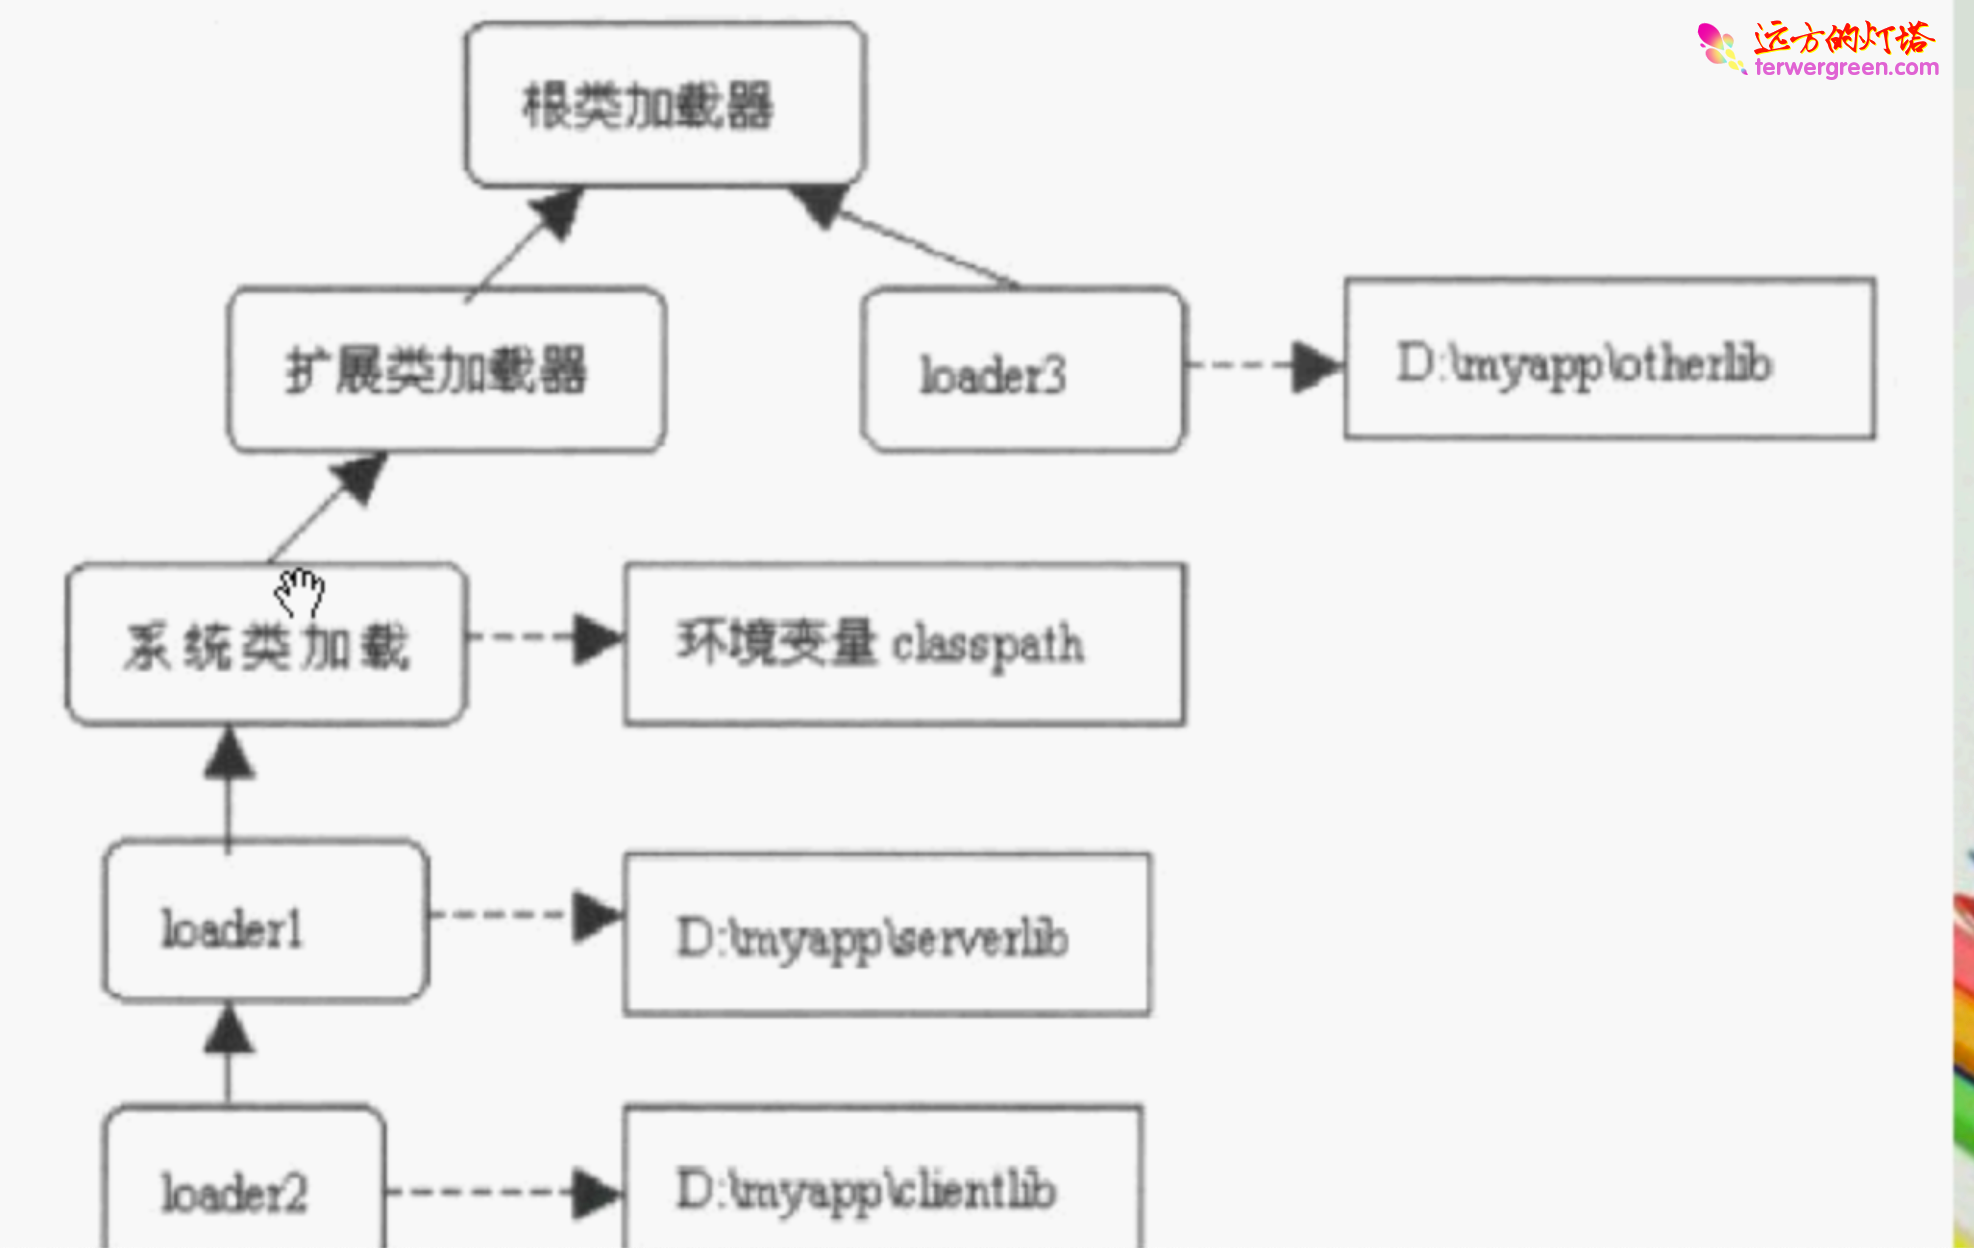 远方的灯塔
terwergreen.com
根类加载器
扩展类加载器
loader3
D:\myapp\otherlib
系统类加载
环境变量 classpath
loader1
D:\myapp\serverlib
loader2
D:\myapp\clientlib